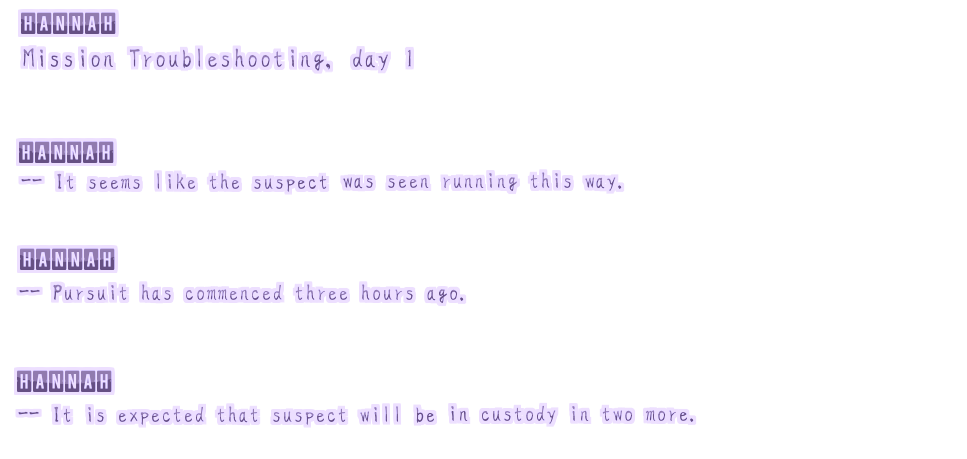 HANNAH
Mission Troubleshooting, day 1
HANNAH
-- It seems like the suspect was seen running this way.
HANNAH
-- Pursuit has commenced three hours ago.
HANNAH
-- It is expected that suspect will be in custody in two more.